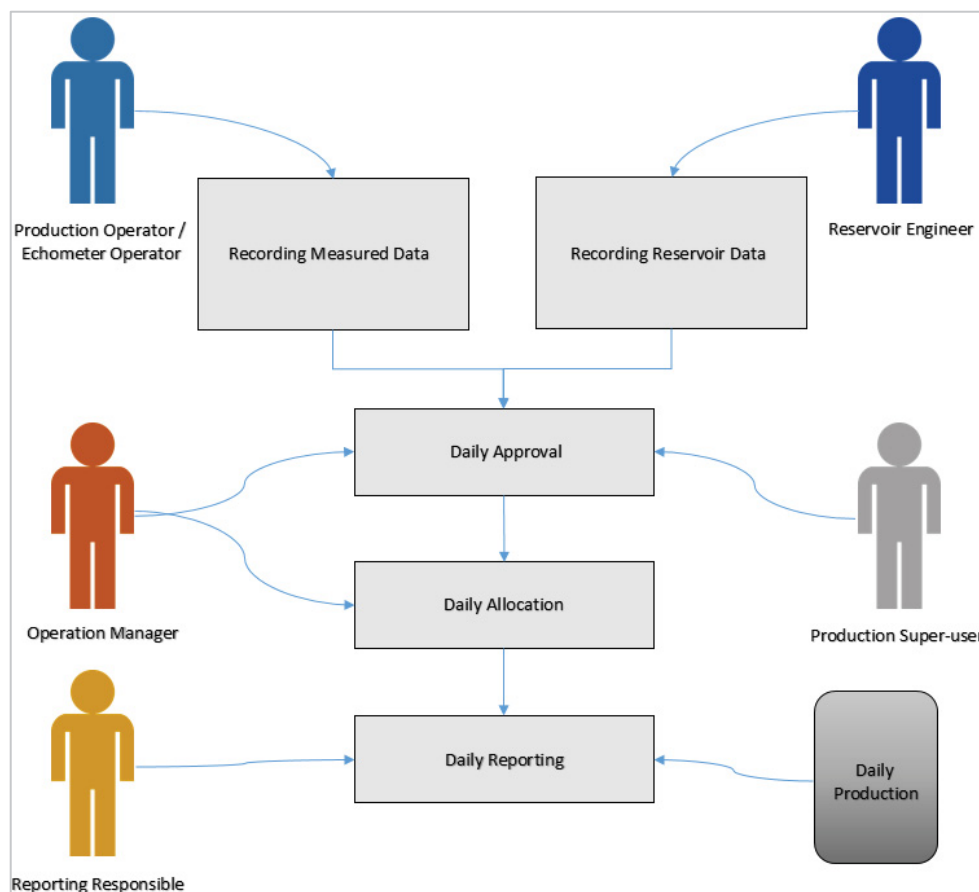 Production Operator /
Echometer Operator
Reservoir Engineer
Recording Measured Data
Recording Reservoir Data
Daily Approval
Operation Manager
Daily Allocation
Production Super-user
Daily Reporting
Daily
Production
Reporting Responsible